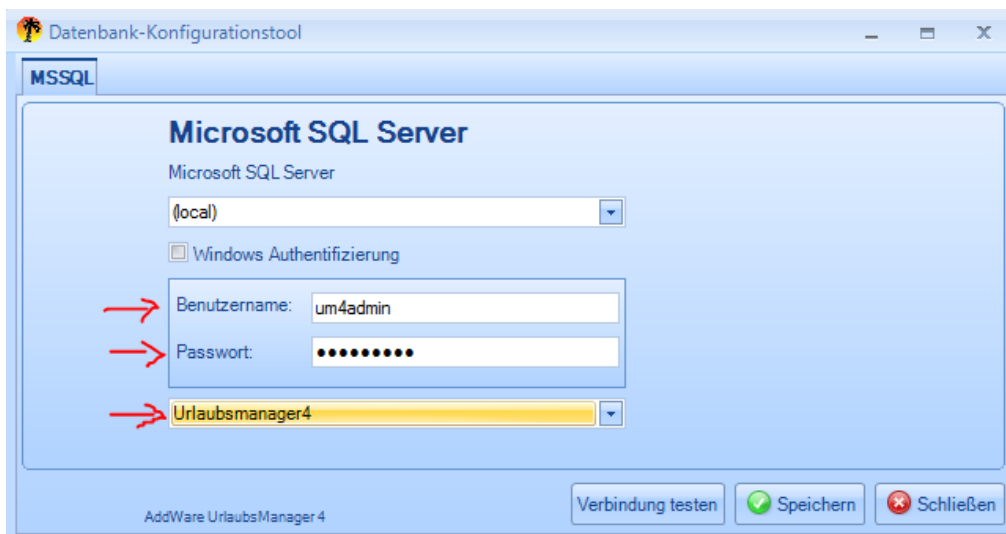 Datenbank-Konfigurationstool
MSSQL
Microsoft SQL Server
Microsoft SQL Server
(local)
Windows Authentifizierung
Benutzername: um4admin
Passwort: •••••••••
Urlaubsmanager4
AddWare UrlaubsManager 4
Verbindung testen Speichern Schließen